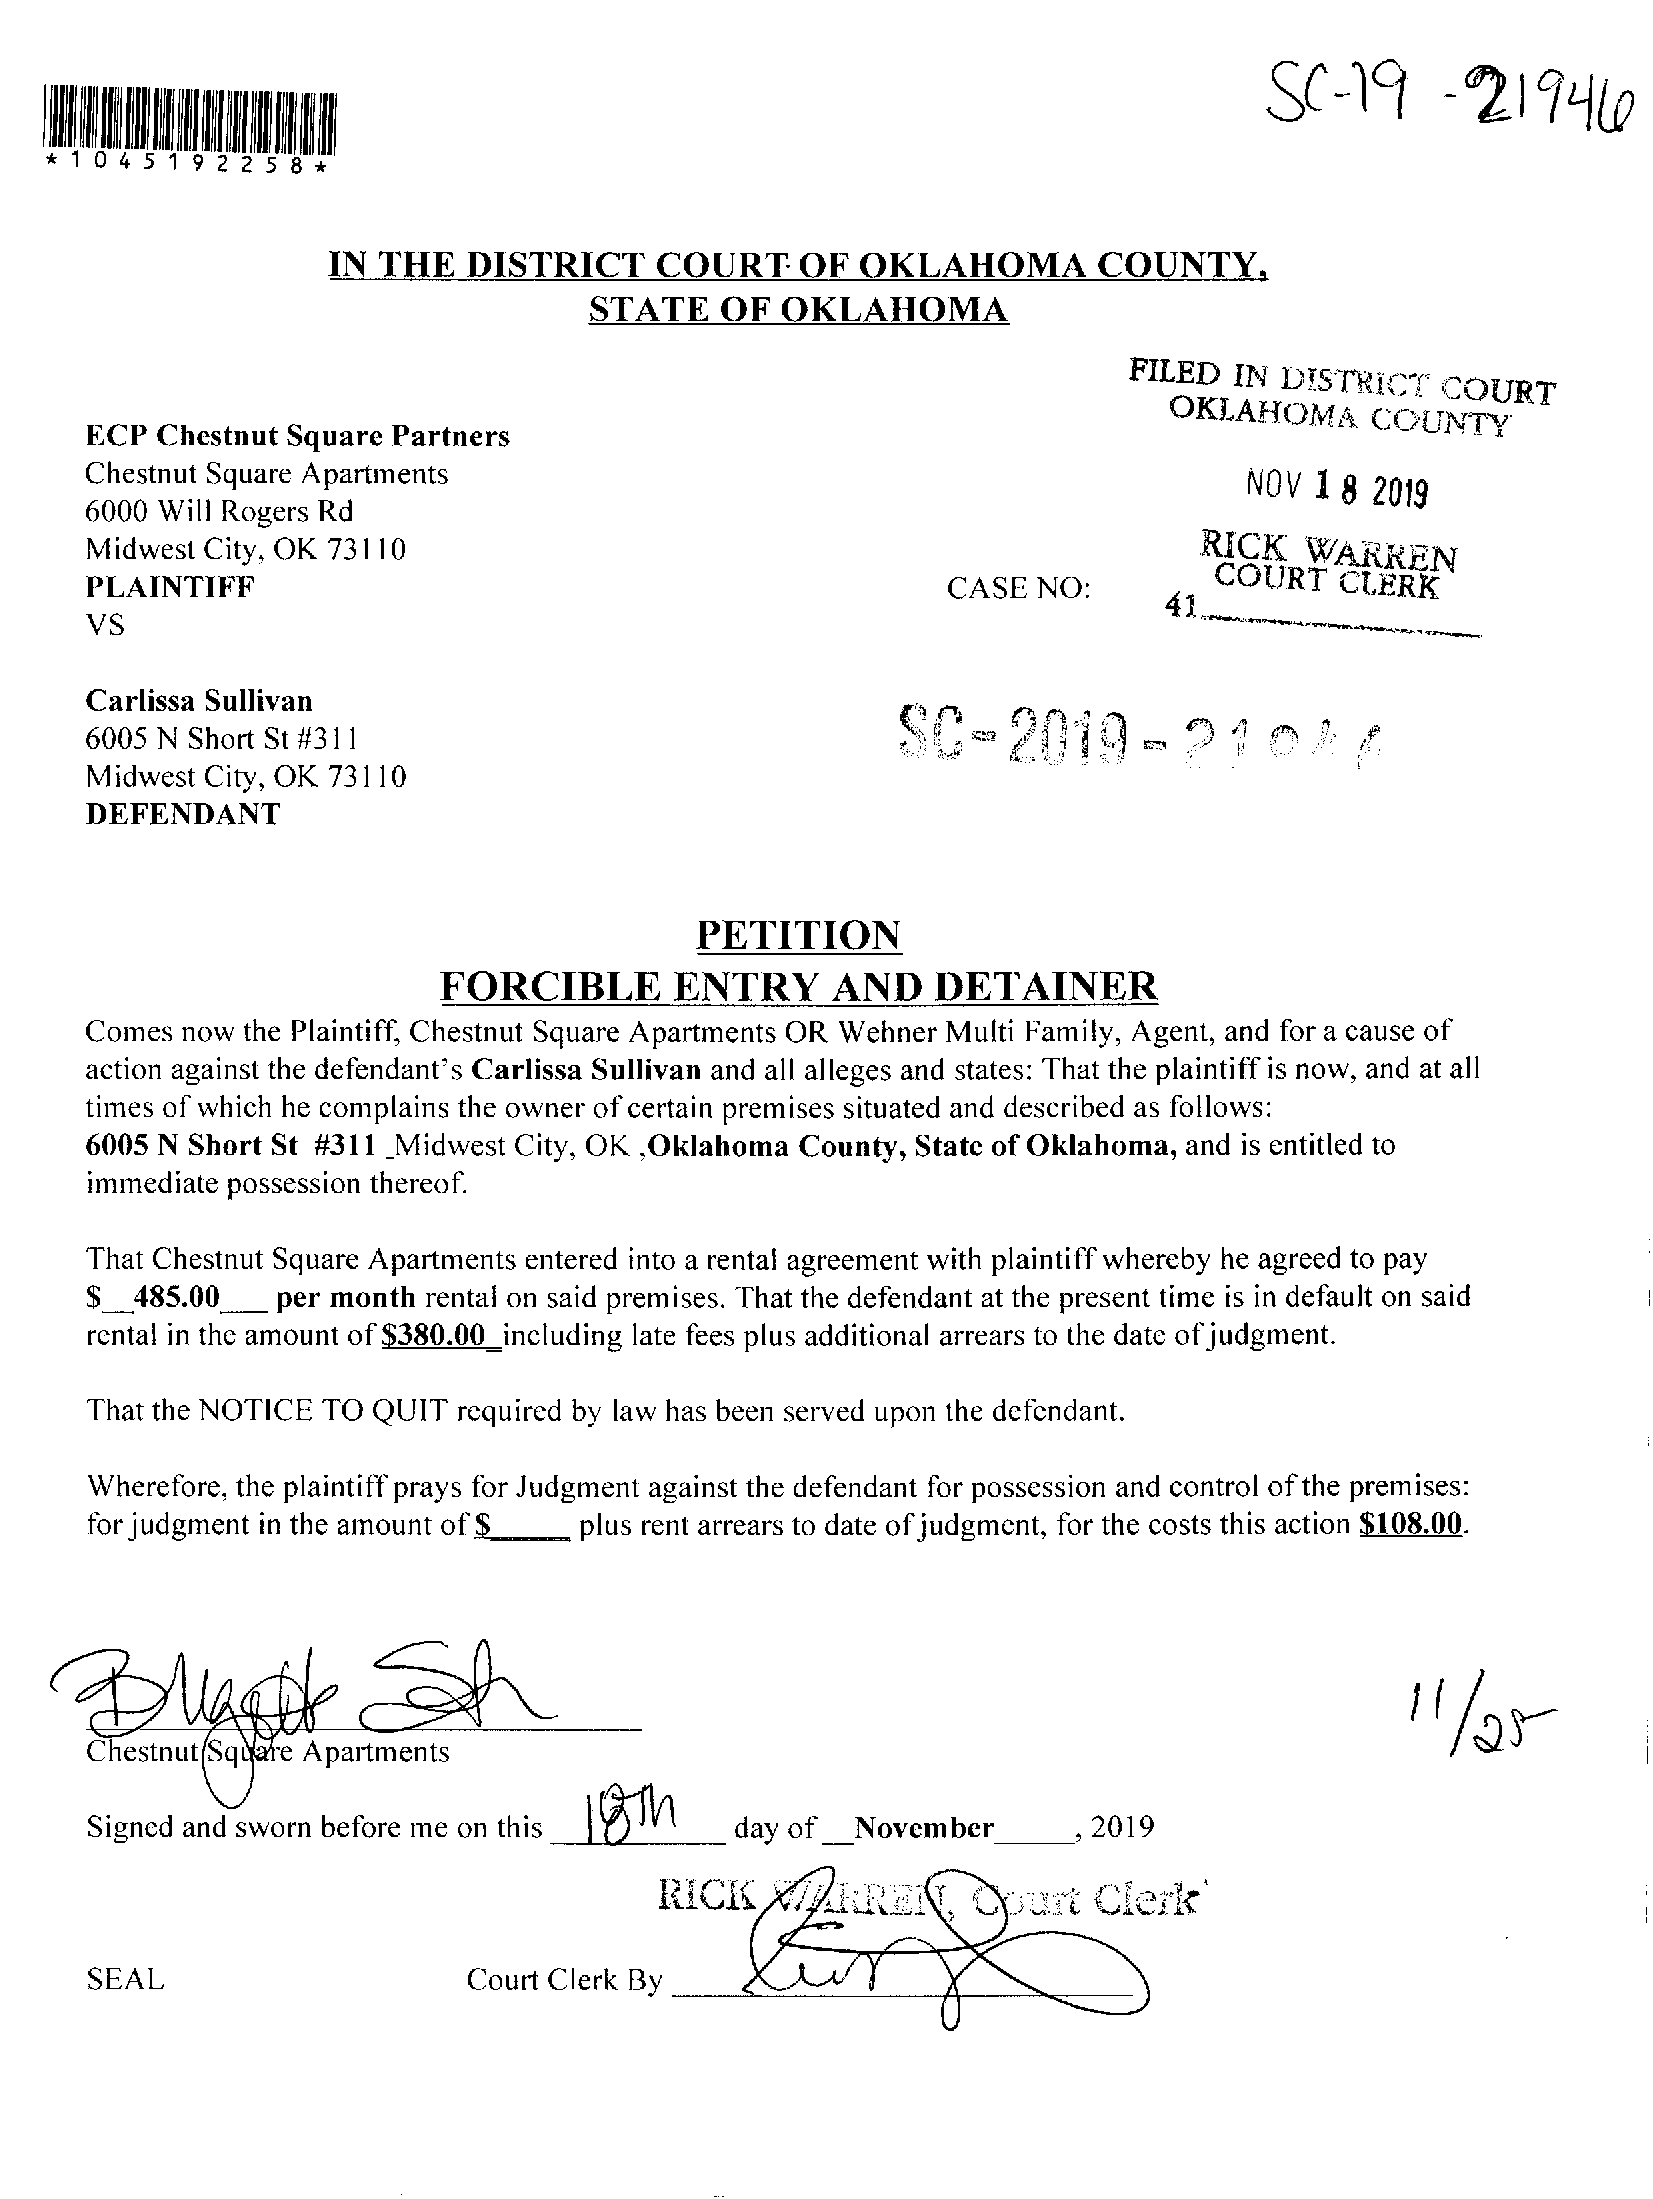 SC-19-21946
*1045192258*
IN THE DISTRICT COURT OF OKLAHOMA COUNTY,
STATE OF OKLAHOMA
FILED IN DISTRICT COURT
OKLAHOMA COUNTY
NOV 18 2019
RICK WARREN
COURT CLERK
41
ECP Chestnut Square Partners
Chestnut Square Apartments
6000 Will Rogers Rd
Midwest City, OK 73110
PLAINTIFF
CASE NO:
VS
Carlissa Sullivan
6005 N Short St #311
Midwest City, OK 73110
DEFENDANT
SC-2019-
PETITION
FORCIBLE ENTRY AND DETAINER
Comes now the Plaintiff, Chestnut Square Apartments OR Wehner Multi Family, Agent, and for a cause of
action against the defendant's Carlissa Sullivan and all alleges and states: That the plaintiff is now, and at all
times of which he complains the owner of certain premises situated and described as follows:
6005 N Short St #311 _Midwest City, OK ,Oklahoma County, State of Oklahoma, and is entitled to
immediate possession thereof.
That Chestnut Square Apartments entered into a rental agreement with plaintiff whereby he agreed to pay
$__485.00___ per month rental on said premises. That the defendant at the present time is in default on said
rental in the amount of $380.00_including late fees plus additional arrears to the date of judgment.
That the NOTICE TO QUIT required by law has been served upon the defendant.
Wherefore, the plaintiff prays for Judgment against the defendant for possession and control of the premises:
for judgment in the amount of $_____ plus rent arrears to date of judgment, for the costs this action $108.00.
11/25
Chestnut Square Apartments
Signed and sworn before me on this 18th day of __November_____, 2019
RICK WARREN, Court Clerk
SEAL Court Clerk By